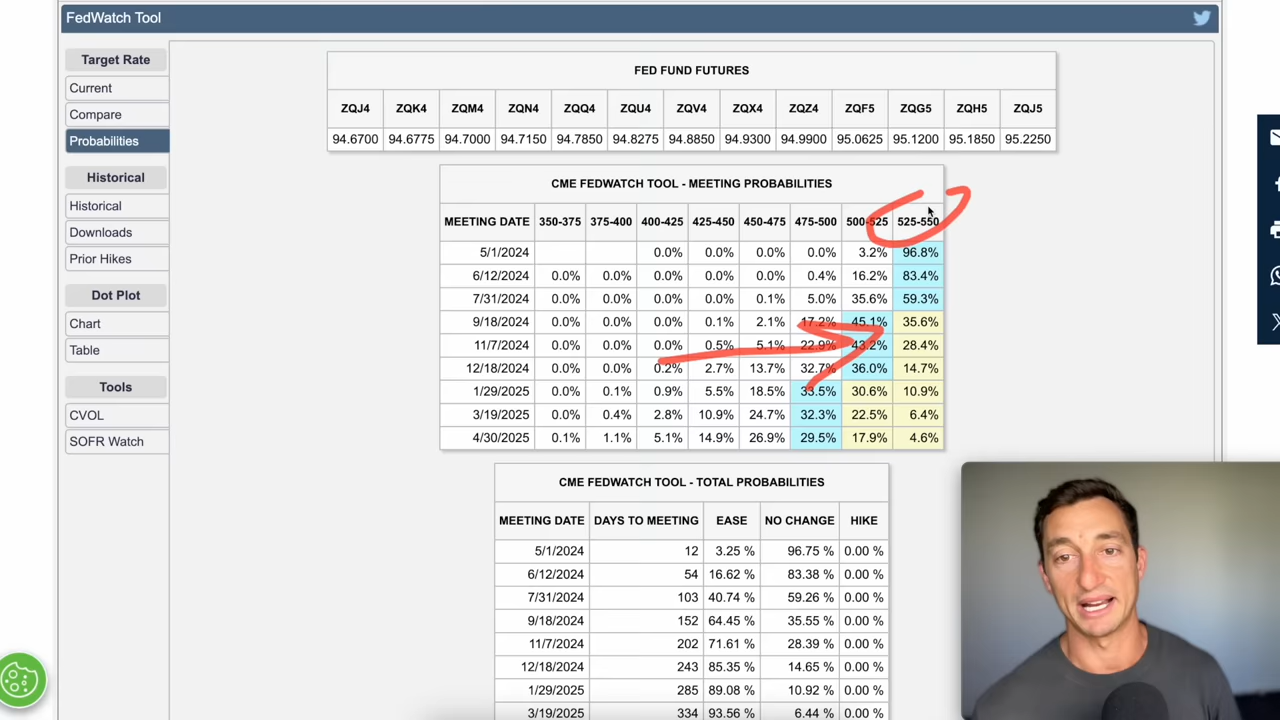 FedWatch Tool
Target Rate
Current
Compare
Probabilities
Historical
Historical
Downloads
Prior Hikes
Dot Plot
Chart
Table
Tools
CVOL
SOFR Watch
FED FUND FUTURES
ZQJ4 ZQK4 ZQM4 ZQN4 ZQQ4 ZQU4 ZQV4 ZQX4 ZQZ4 ZQF5 ZQG5 ZQH5 ZQJ5
94.6700 94.6775 94.7000 94.7150 94.7850 94.8275 94.8850 94.9300 94.9900 95.0625 95.1200 95.1850 95.2250
CME FEDWATCH TOOL - MEETING PROBABILITIES
MEETING DATE 350-375 375-400 400-425 425-450 450-475 475-500 500-525 525-550
5/1/2024 0.0% 0.0% 0.0% 0.0% 3.2% 96.8%
6/12/2024 0.0% 0.0% 0.0% 0.0% 0.0% 0.4% 16.2% 83.4%
7/31/2024 0.0% 0.0% 0.0% 0.0% 0.1% 5.0% 35.6% 59.3%
9/18/2024 0.0% 0.0% 0.0% 0.1% 2.1% 17.2% 45.1% 35.6%
11/7/2024 0.0% 0.0% 0.0% 0.5% 5.1% 22.9% 43.2% 28.4%
12/18/2024 0.0% 0.0% 0.2% 2.7% 13.7% 32.7% 36.0% 14.7%
1/29/2025 0.0% 0.1% 0.9% 5.5% 18.5% 33.5% 30.6% 10.9%
3/19/2025 0.0% 0.4% 2.8% 10.9% 24.7% 32.3% 22.5% 6.4%
4/30/2025 0.1% 1.1% 5.1% 14.9% 26.9% 29.5% 17.9% 4.6%
CME FEDWATCH TOOL - TOTAL PROBABILITIES
MEETING DATE DAYS TO MEETING EASE NO CHANGE HIKE
5/1/2024 12 3.25 % 96.75 % 0.00 %
6/12/2024 54 16.62 % 83.38 % 0.00 %
7/31/2024 103 40.74 % 59.26 % 0.00 %
9/18/2024 152 64.45 % 35.55 % 0.00 %
11/7/2024 202 71.61 % 28.39 % 0.00 %
12/18/2024 243 85.35 % 14.65 % 0.00 %
1/29/2025 285 89.08 % 10.92 % 0.00 %
3/19/2025 334 93.56 % 6.44 % 0.00 %